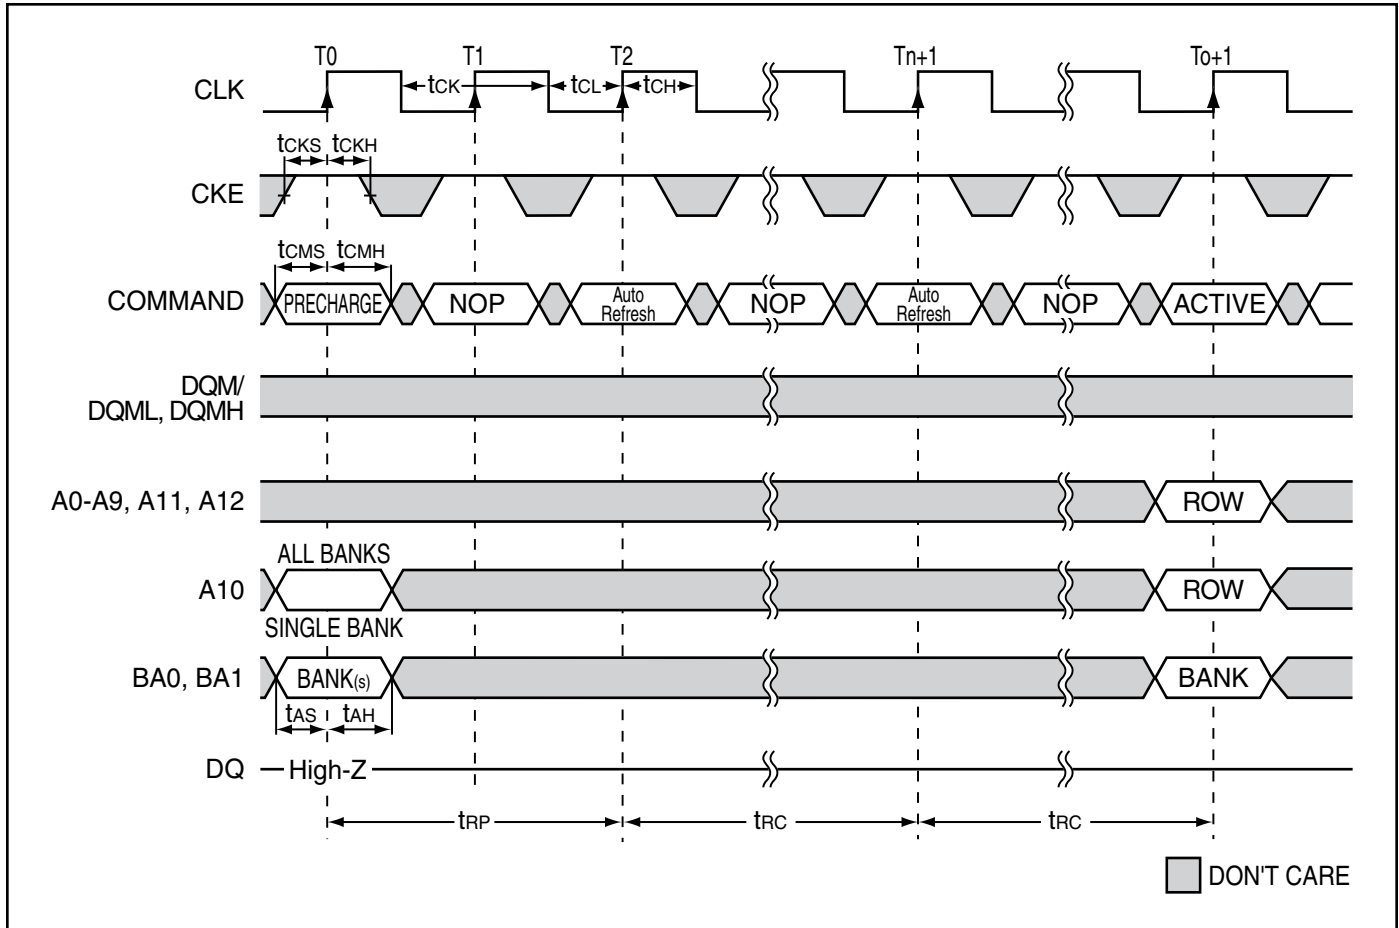 T0 T1 T2 Tn+1 To+1
CLK tCK tCL tCH
tCKS tCKH
CKE
tCMS tCMH
COMMAND PRECHARGE NOP Auto Refresh NOP Auto Refresh NOP ACTIVE
DQM/
DQML, DQMH
A0-A9, A11, A12 ROW
ALL BANKS
A10 ROW
SINGLE BANK
BA0, BA1 BANK(s) BANK
tAS tAH
DQ High-Z
tRP tRC tRC
DON'T CARE